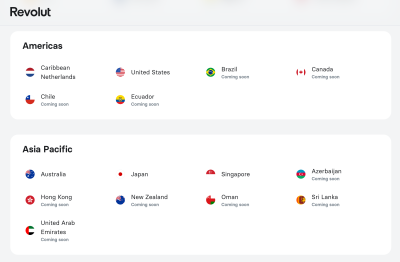 Revolut
Americas
Caribbean
Netherlands
United States
Brazil
Coming soon
Canada
Coming soon
Chile
Coming soon
Ecuador
Coming soon
Asia Pacific
Australia
Japan
Singapore
Azerbaijan
Coming soon
Hong Kong
Coming soon
New Zealand
Coming soon
Oman
Coming soon
Sri Lanka
Coming soon
United Arab
Emirates
Coming soon